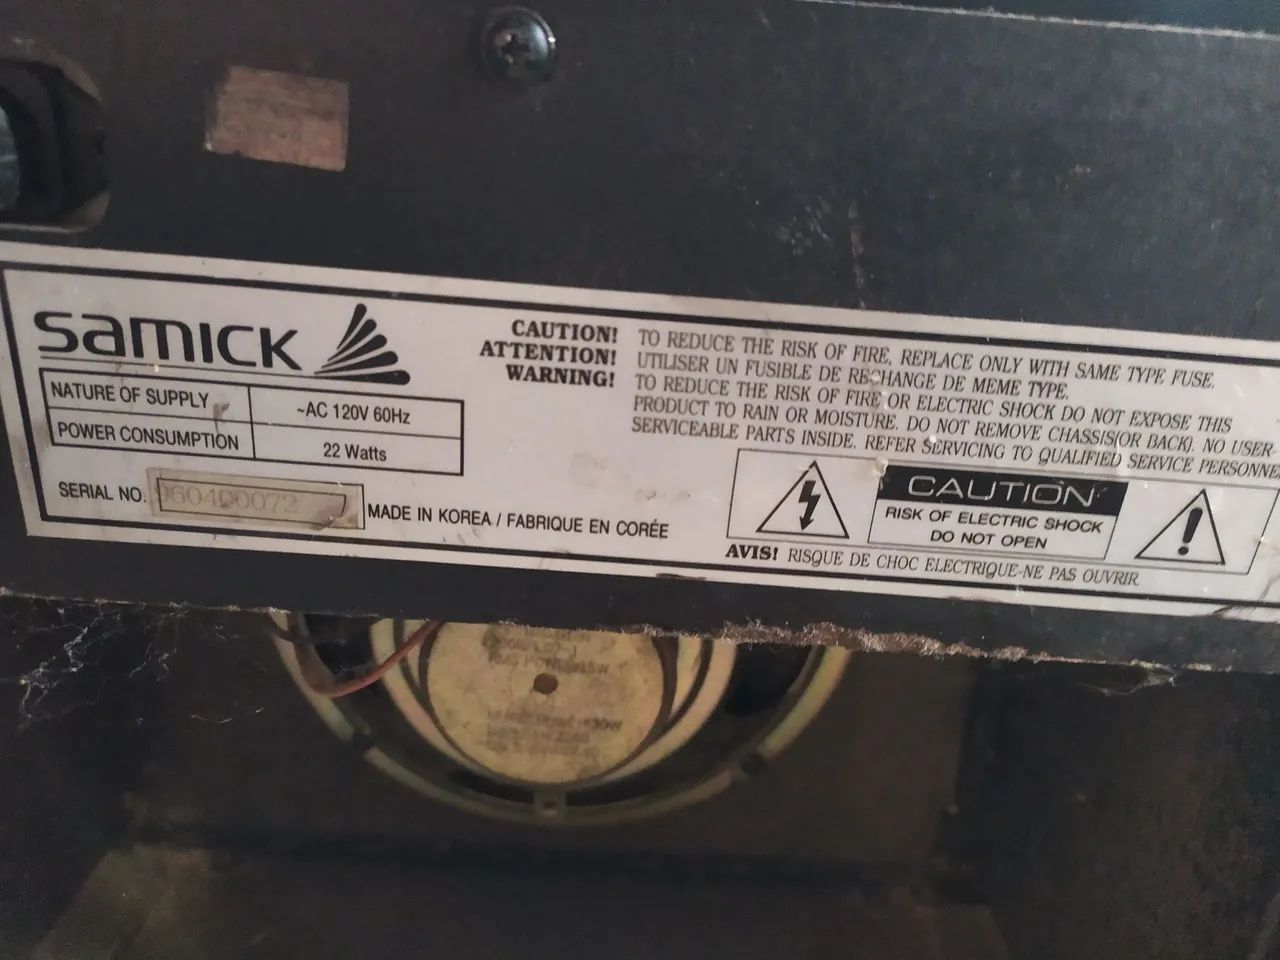 SAMICK
NATURE OF SUPPLY ~AC 120V 60Hz
POWER CONSUMPTION 22 Watts
SERIAL NO.
MADE IN KOREA / FABRIQUE EN CORÉE
CAUTION!
ATTENTION!
WARNING!
TO REDUCE THE RISK OF FIRE, REPLACE ONLY WITH SAME TYPE FUSE.
UTILISER UN FUSIBLE DE RECHANGE DE MEME TYPE.
TO REDUCE THE RISK OF FIRE OR ELECTRIC SHOCK DO NOT EXPOSE THIS
PRODUCT TO RAIN OR MOISTURE. DO NOT REMOVE CHASSIS(OR BACK). NO USER-
SERVICEABLE PARTS INSIDE. REFER SERVICING TO QUALIFIED SERVICE PERSONNE
CAUTION
RISK OF ELECTRIC SHOCK
DO NOT OPEN
AVIS! RISQUE DE CHOC ELECTRIQUE-NE PAS OUVRIR